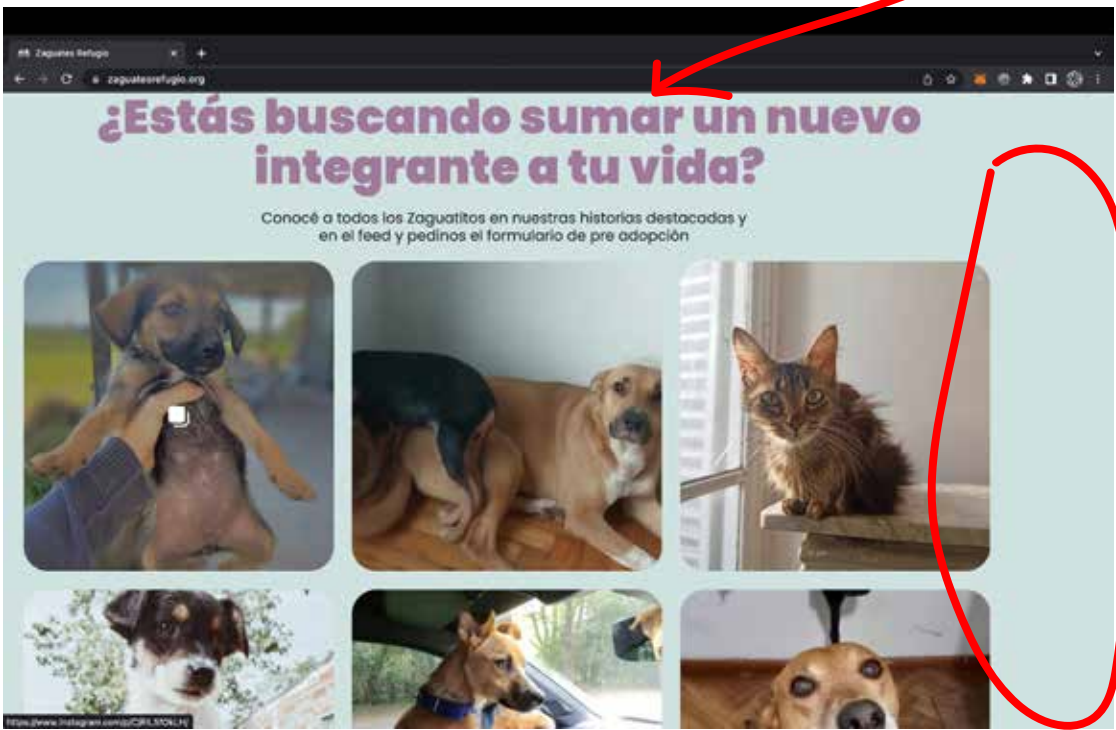 Zaguates Refugio
zaguatesrefugio.org
¿Estás buscando sumar un nuevo
integrante a tu vida?
Conocé a todos los Zaguatitos en nuestras historias destacadas y
en el feed y pedinos el formulario de pre adopción